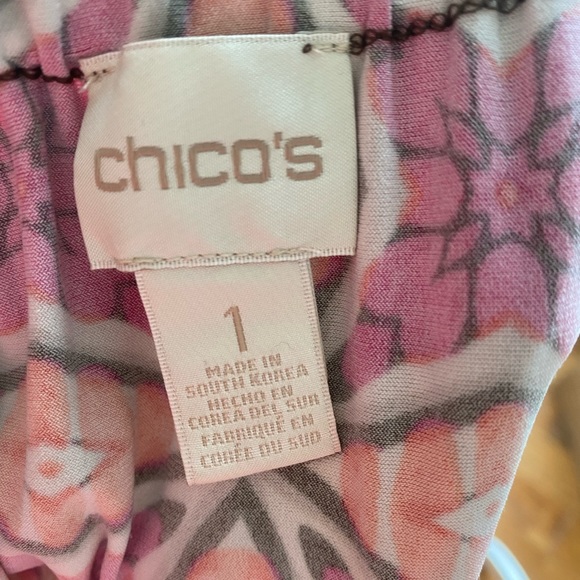 chico's
1
MADE IN
SOUTH KOREA
HECHO EN
COREA DEL SUR
FABRIQUÉ EN
CORÉE DU SUD